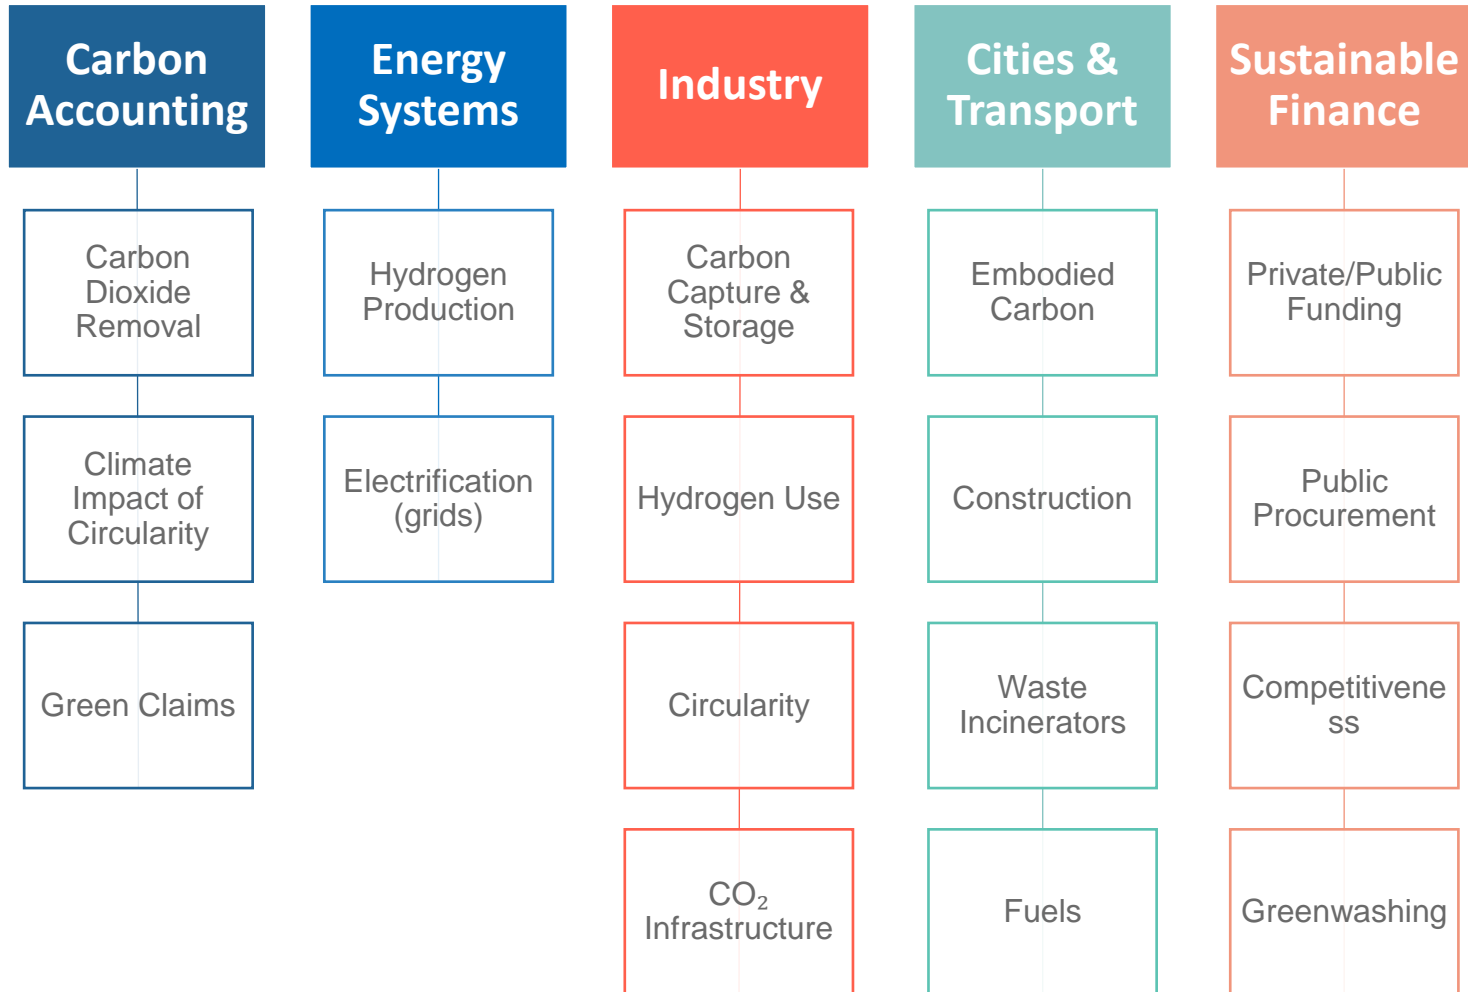 Carbon
Accounting
Carbon
Dioxide
Removal
Climate
Impact of
Circularity
Green Claims
Energy
Systems
Hydrogen
Production
Electrification
(grids)
Industry
Carbon
Capture &
Storage
Hydrogen Use
Circularity
CO₂
Infrastructure
Cities &
Transport
Embodied
Carbon
Construction
Waste
Incinerators
Fuels
Sustainable
Finance
Private/Public
Funding
Public
Procurement
Competitivene
ss
Greenwashing